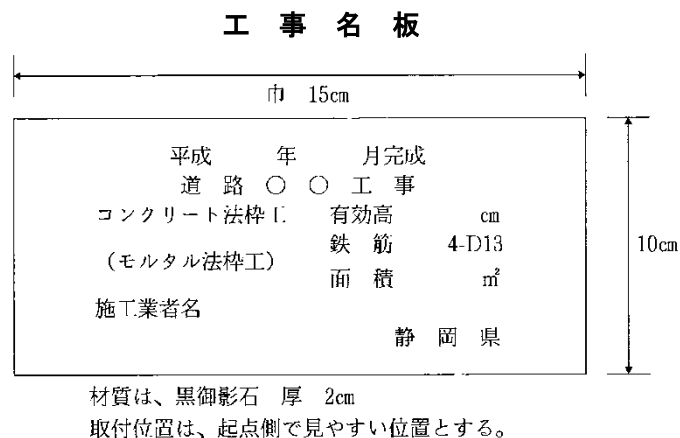 工事名板
巾 15cm
平成 年 月完成
道路○○工事
コンクリート法枠工 有効高 cm
鉄筋 4-D13
(モルタル法枠工)
面積 ㎡
施工業者名
静岡県
10cm
材質は、黒御影石 厚 2cm
取付位置は、起点側で見やすい位置とする。